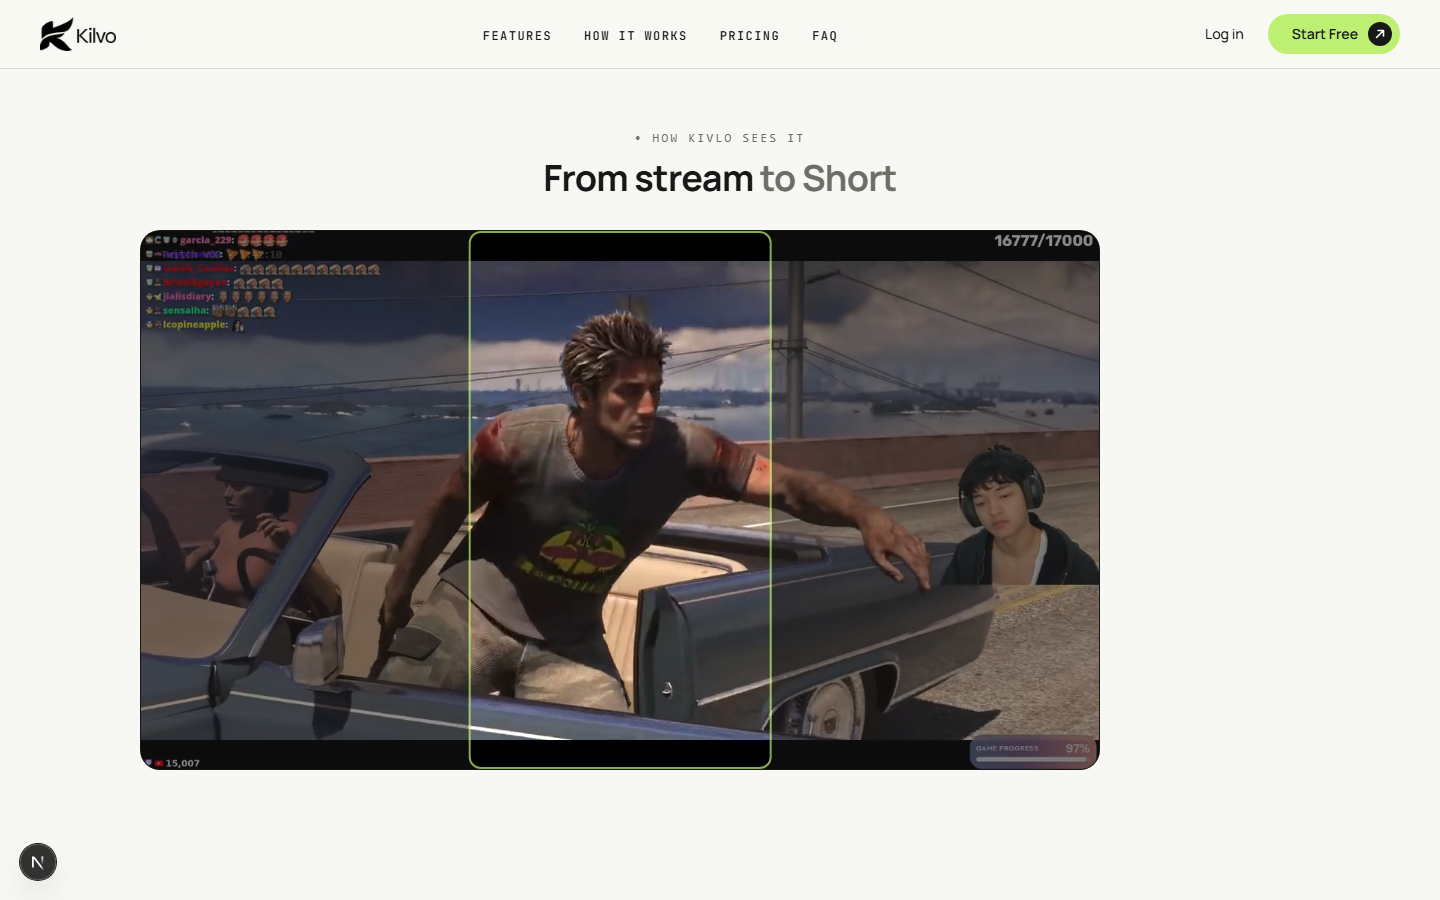 Kilvo
FEATURES HOW IT WORKS PRICING FAQ
Log in
Start Free
• HOW KIVLO SEES IT
From stream to Short
garcia_229:
16777/17000
jlalisdiary:
sensalha:
lcopineapple:
15,007
GAME PROGRESS 97%
N